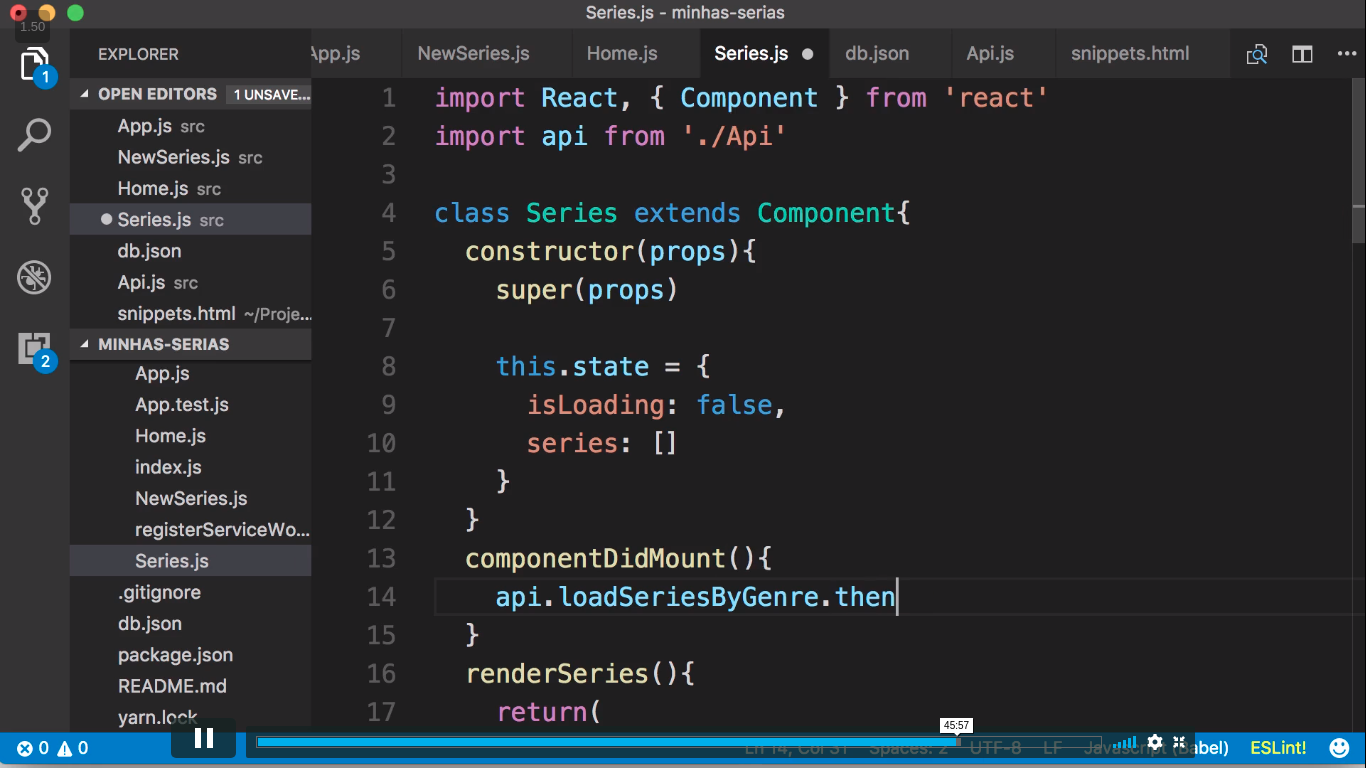 Series.js - minhas-serias
1.50
EXPLORER
App.js NewSeries.js Home.js Series.js db.json Api.js snippets.html
1
OPEN EDITORS 1 UNSAVE...
App.js src
NewSeries.js src
Home.js src
Series.js src
db.json
Api.js src
snippets.html ~/Proje...
MINHAS-SERIAS
2
App.js
App.test.js
Home.js
index.js
NewSeries.js
registerServiceWo...
Series.js
.gitignore
db.json
package.json
README.md
yarn.lock
1 import React, { Component } from 'react'
2 import api from './Api'
3
4 class Series extends Component{
5 constructor(props){
6 super(props)
7
8 this.state = {
9 isLoading: false,
10 series: []
11 }
12 }
13 componentDidMount(){
14 api.loadSeriesByGenre.then
15 }
16 renderSeries(){
17 return(
45:57
0 0 Ln 14, Col 31 Spaces: 2 UTF-8 LF Javascript (Babel) ESLint!